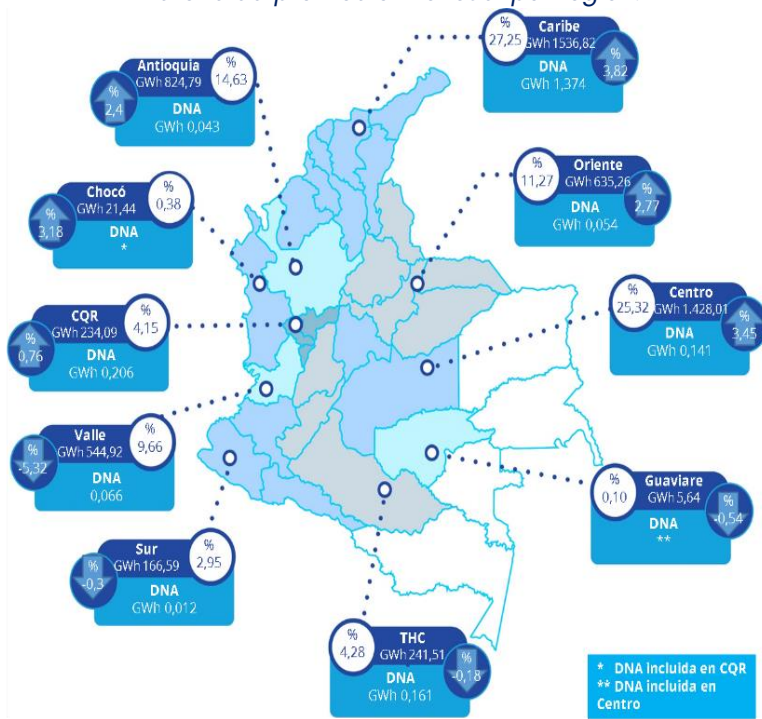 Caribe
%
27,25
GWh 1536,82
%
3,82
DNA
GWh 1,374
Antioquia
GWh 824,79
%
14,63
%
2,4
DNA
GWh 0,043
Oriente
%
11,27
GWh 635,26
%
2,77
DNA
GWh 0,054
Chocó
GWh 21,44
%
0,38
%
3,18
DNA
*
Centro
%
25,32
GWh 1.428,01
%
3,45
DNA
GWh 0,141
CQR
GWh 234,09
%
4,15
%
0,76
DNA
GWh 0,206
Valle
GWh 544,92
%
9,66
%
-5,32
DNA
0,066
Guaviare
%
0,10
GWh 5,64
%
-0,54
DNA
**
Sur
GWh 166,59
%
2,95
%
-0,3
DNA
GWh 0,012
THC
%
4,28
GWh 241,51
%
-0,18
DNA
GWh 0,161
* DNA incluida en CQR
** DNA incluida en
Centro